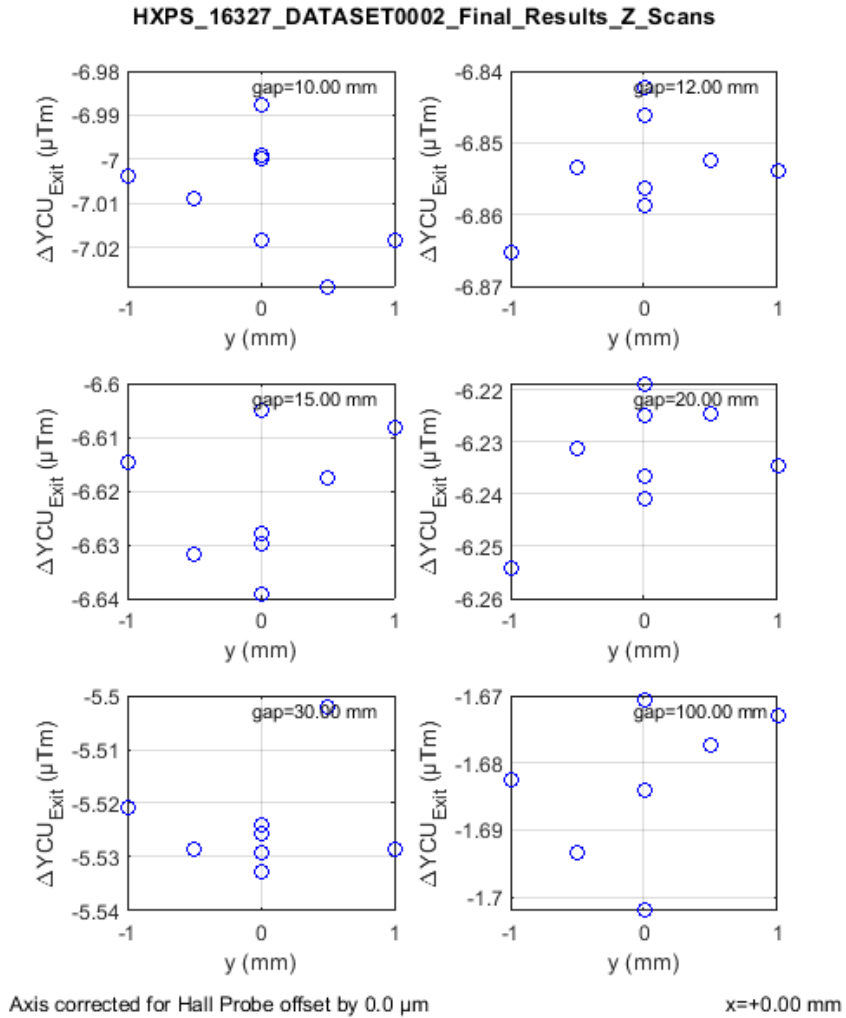 HXPS_16327_DATASET0002_Final_Results_Z_Scans
gap=10.00 mm
-6.98
-6.99
-7
-7.01
-7.02
ΔYCU_Exit (µTm)
-1 0 1
y (mm)
gap=12.00 mm
-6.84
-6.85
-6.86
-6.87
ΔYCU_Exit (µTm)
-1 0 1
y (mm)
gap=15.00 mm
-6.6
-6.61
-6.62
-6.63
-6.64
ΔYCU_Exit (µTm)
-1 0 1
y (mm)
gap=20.00 mm
-6.22
-6.23
-6.24
-6.25
-6.26
ΔYCU_Exit (µTm)
-1 0 1
y (mm)
gap=30.00 mm
-5.5
-5.51
-5.52
-5.53
-5.54
ΔYCU_Exit (µTm)
-1 0 1
y (mm)
gap=100.00 mm
-1.67
-1.68
-1.69
-1.7
ΔYCU_Exit (µTm)
-1 0 1
y (mm)
Axis corrected for Hall Probe offset by 0.0 µm
x=+0.00 mm